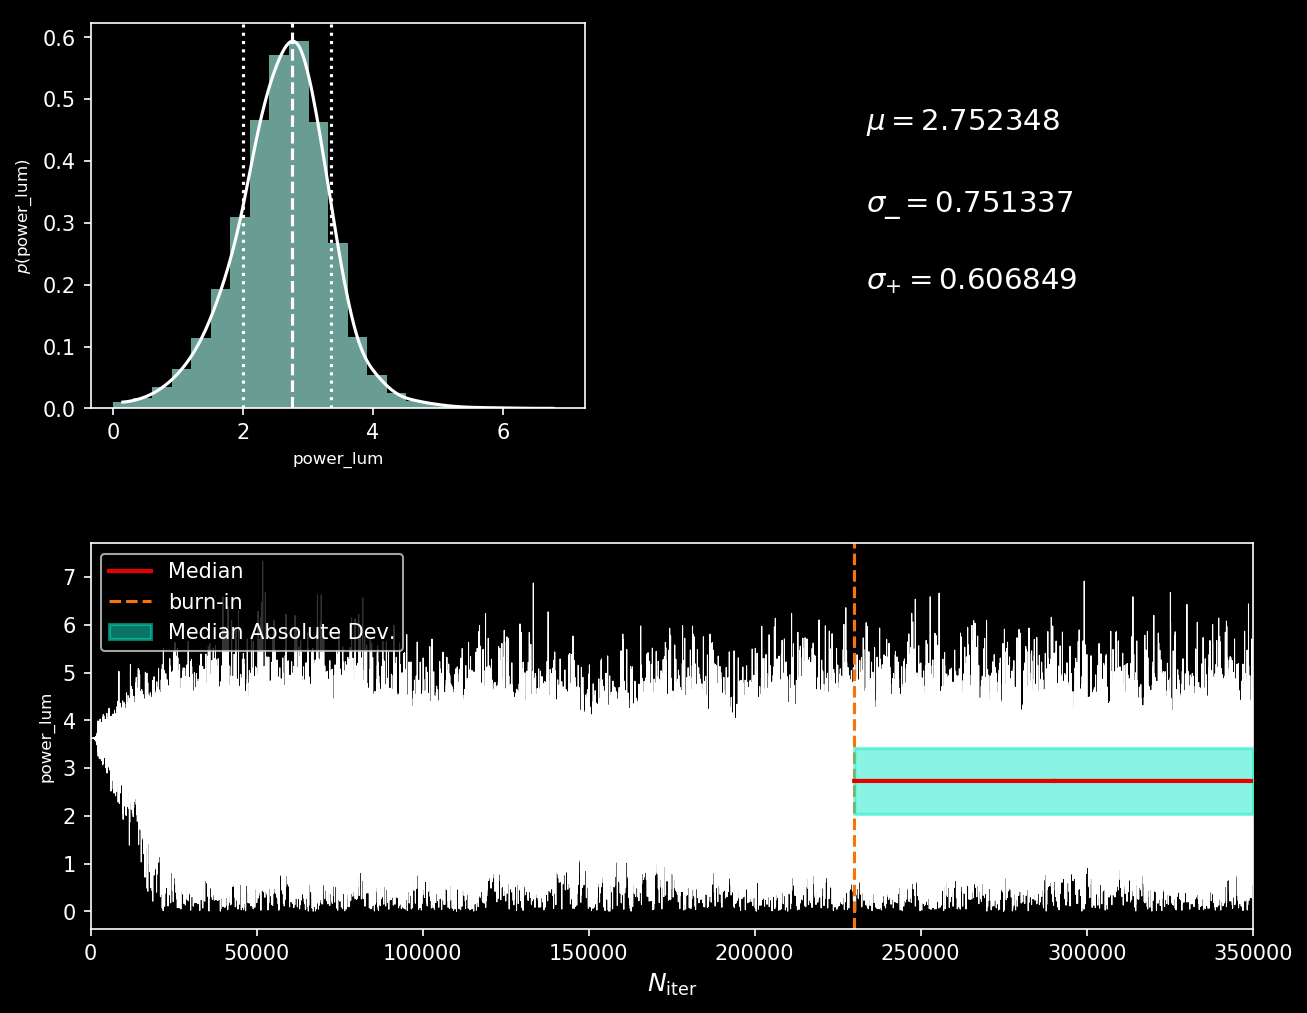 0.6
0.5
0.4
0.3
0.2
0.1
0.0
p(power_lum)
0 2 4 6
power_lum
μ = 2.752348
σ_ = 0.751337
σ+ = 0.606849
Median
burn-in
Median Absolute Dev.
7
6
5
4
3
2
1
0
power_lum
0 50000 100000 150000 200000 250000 300000 350000
Niter